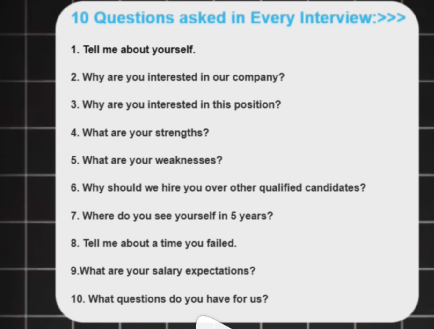 10 Questions asked in Every Interview:>>>
1. Tell me about yourself.
2. Why are you interested in our company?
3. Why are you interested in this position?
4. What are your strengths?
5. What are your weaknesses?
6. Why should we hire you over other qualified candidates?
7. Where do you see yourself in 5 years?
8. Tell me about a time you failed.
9.What are your salary expectations?
10. What questions do you have for us?